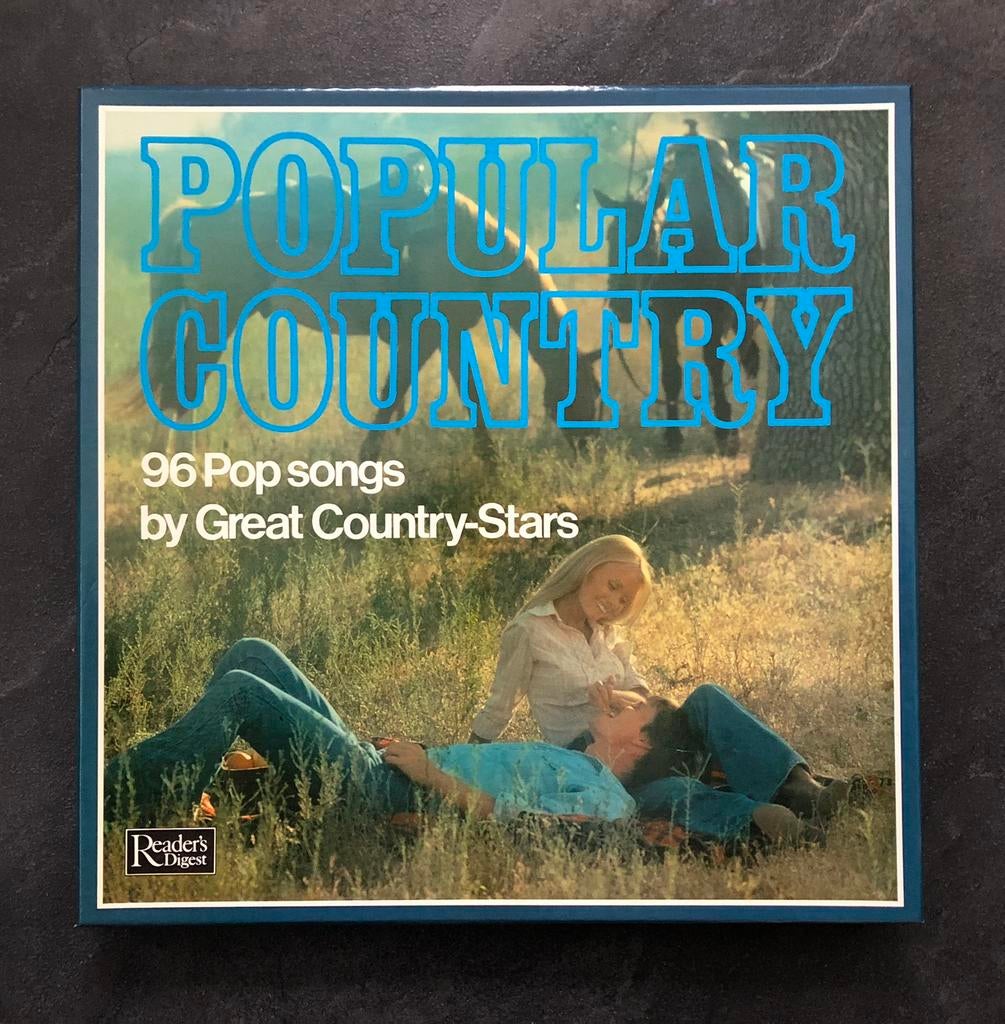 POPULAR
COUNTRY
96 Pop songs
by Great Country-Stars
Reader's
Digest